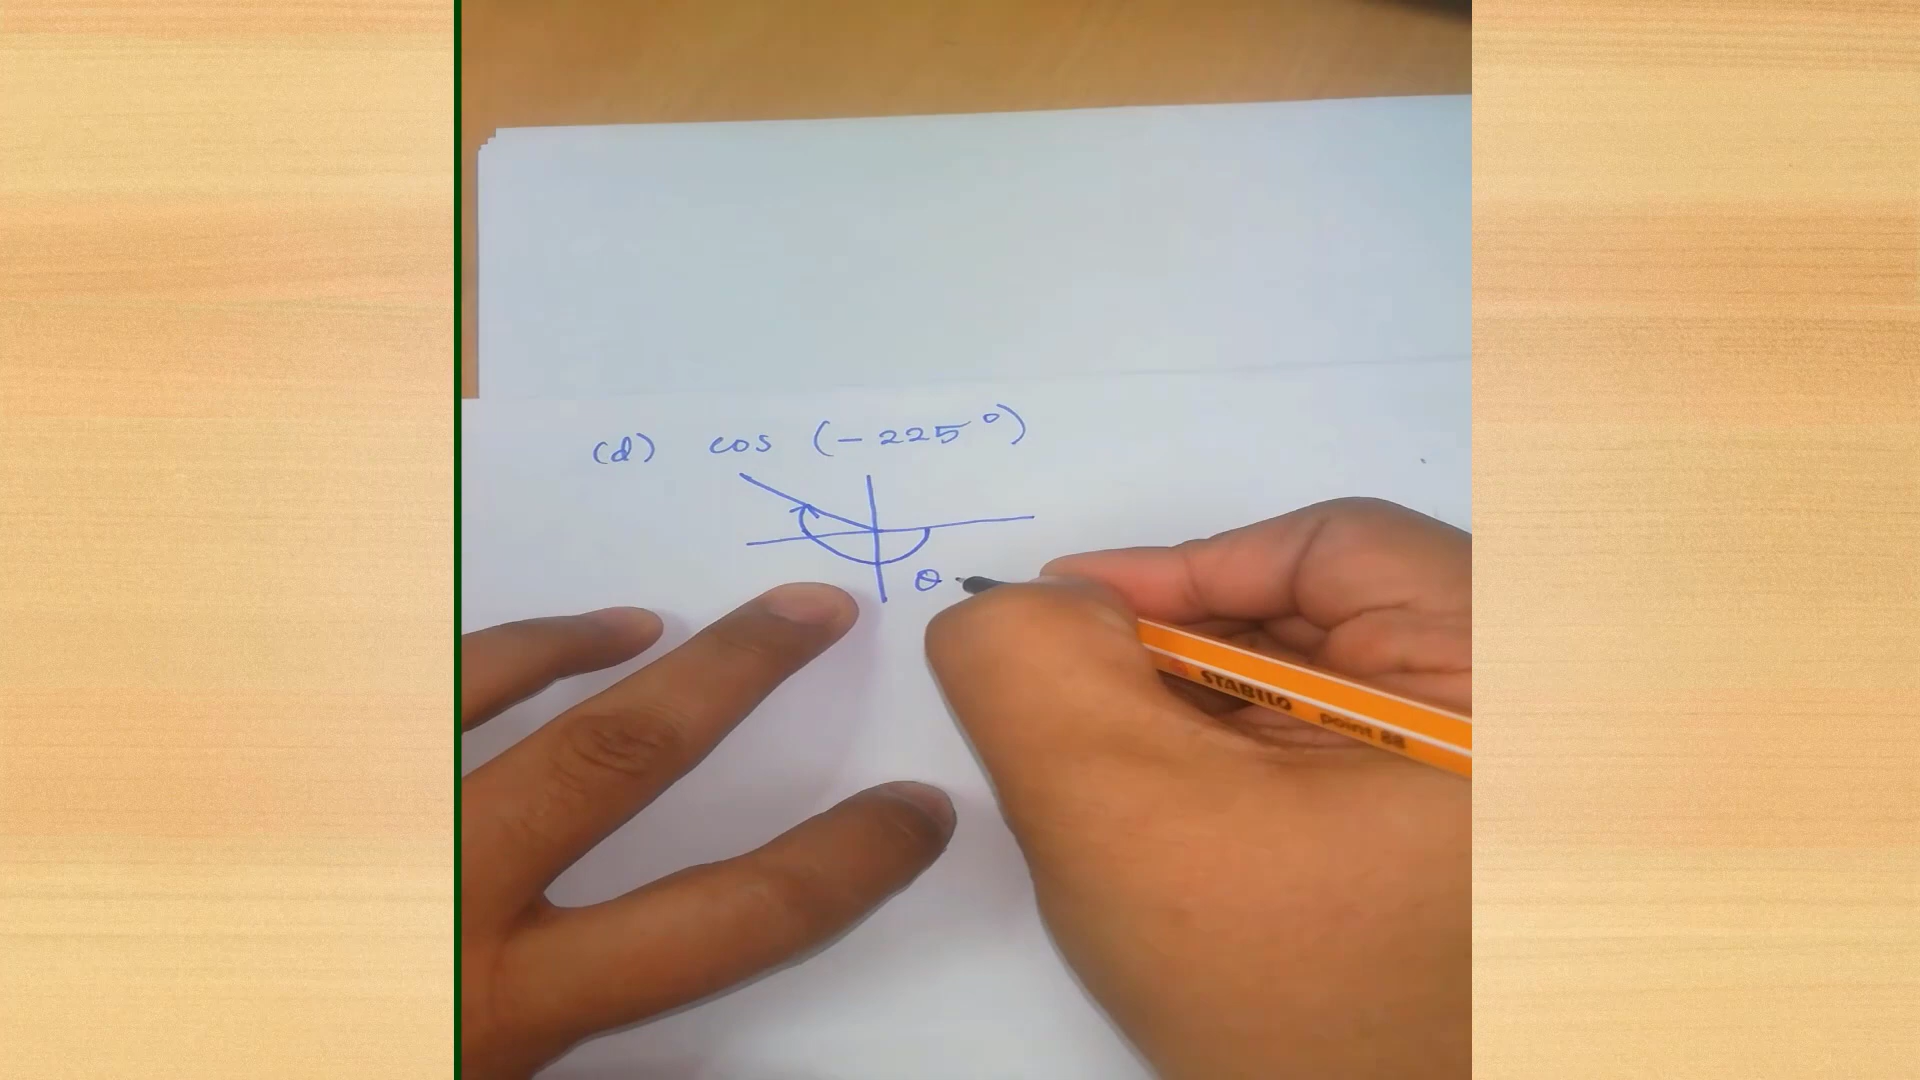 (d) cos (-225°)
θ
STABILO point 88